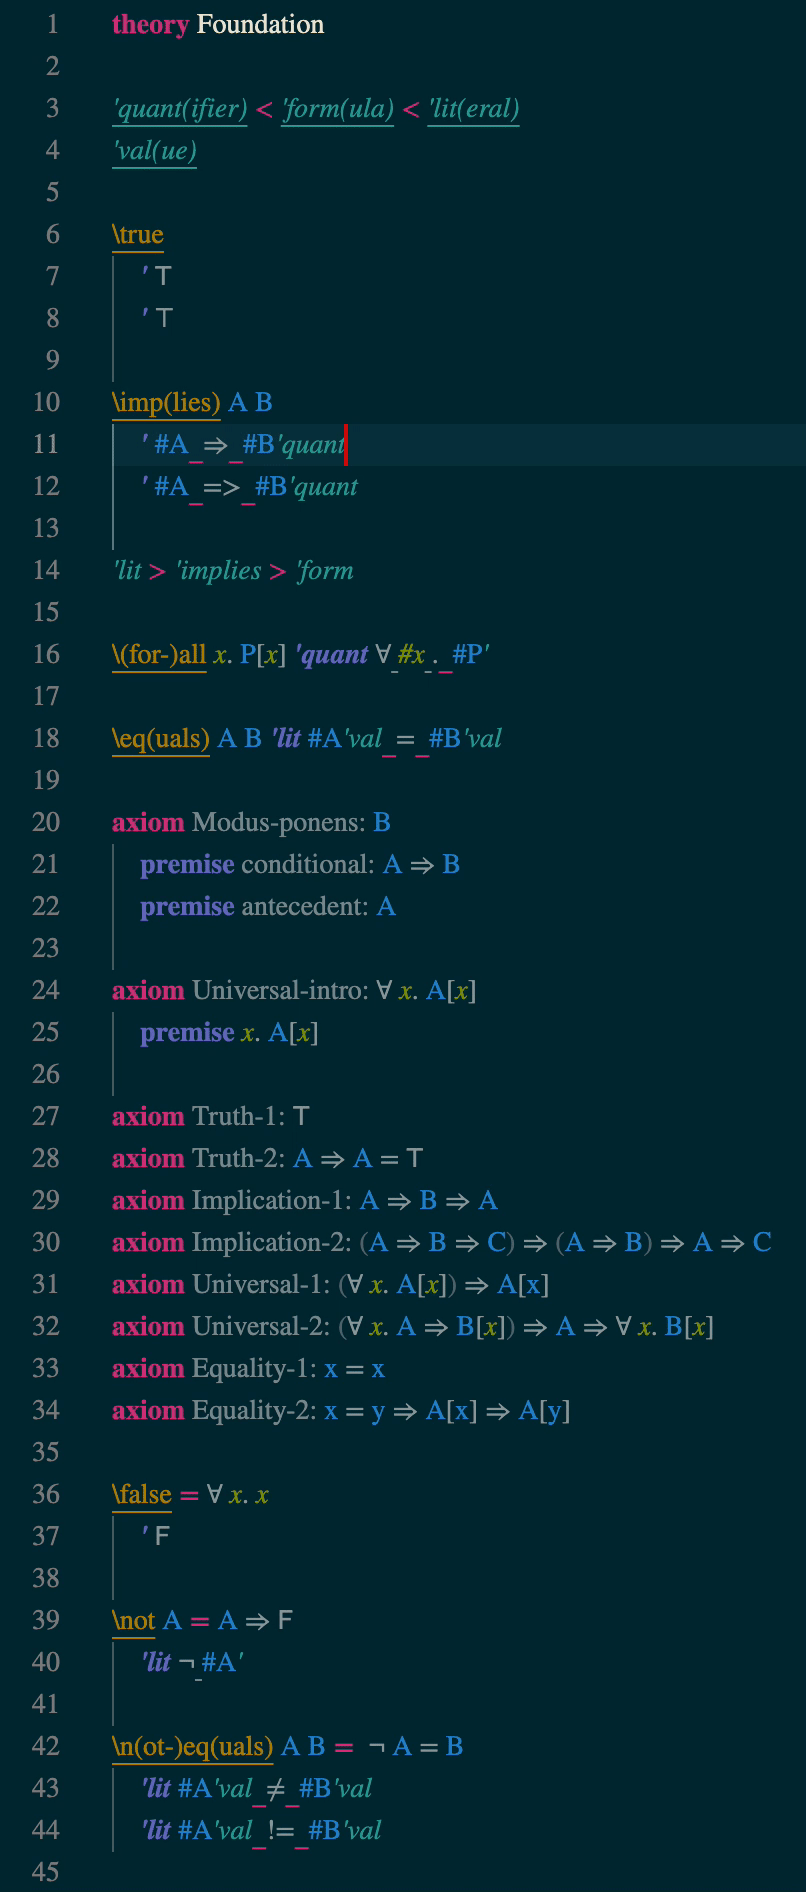 1 theory Foundation
2
3 'quant(ifier) < 'form(ula) < 'lit(eral)
4 'val(ue)
5
6 \true
7 ' ⊤
8 ' T
9
10 \imp(lies) A B
11 ' #A_⇒_#B'quant
12 ' #A_=>_#B'quant
13
14 'lit > 'implies > 'form
15
16 \(for-)all x. P[x] 'quant ∀_#x_._#P'
17
18 \eq(uals) A B 'lit #A'val_=_#B'val
19
20 axiom Modus-ponens: B
21 premise conditional: A ⇒ B
22 premise antecedent: A
23
24 axiom Universal-intro: ∀ x. A[x]
25 premise x. A[x]
26
27 axiom Truth-1: T
28 axiom Truth-2: A ⇒ A = T
29 axiom Implication-1: A ⇒ B ⇒ A
30 axiom Implication-2: (A ⇒ B ⇒ C) ⇒ (A ⇒ B) ⇒ A ⇒ C
31 axiom Universal-1: (∀ x. A[x]) ⇒ A[x]
32 axiom Universal-2: (∀ x. A ⇒ B[x]) ⇒ A ⇒ ∀ x. B[x]
33 axiom Equality-1: x = x
34 axiom Equality-2: x = y ⇒ A[x] ⇒ A[y]
35
36 \false = ∀ x. x
37 ' F
38
39 \not A = A ⇒ F
40 'lit ¬_#A'
41
42 \n(ot-)eq(uals) A B = ¬ A = B
43 'lit #A'val_≠_#B'val
44 'lit #A'val_!=_#B'val
45